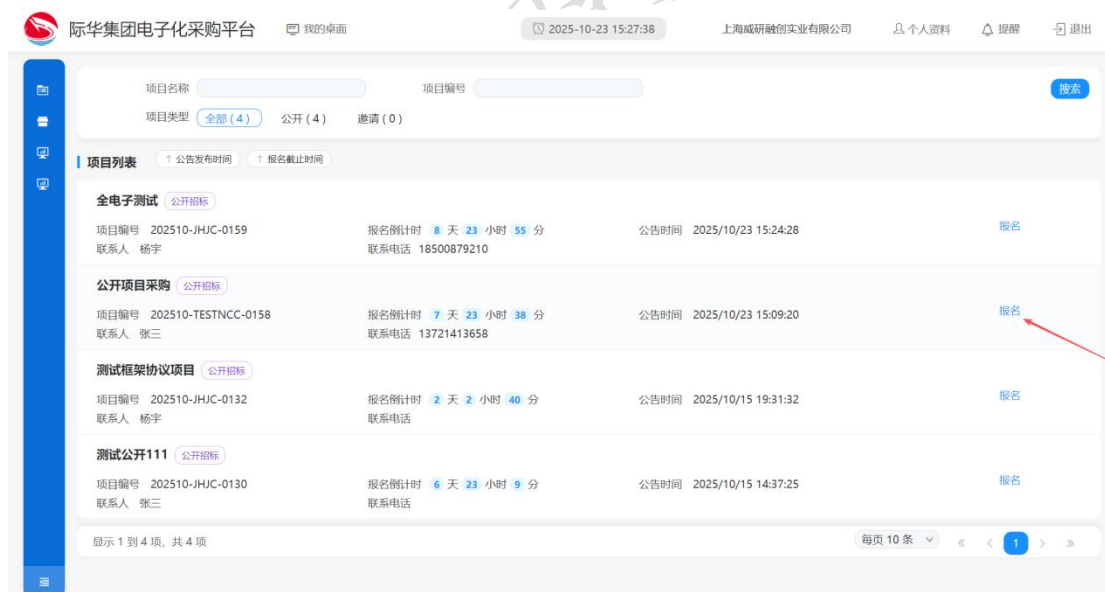 际华集团电子化采购平台 我的桌面 2025-10-23 15:27:38 上海威研融创实业有限公司 个人资料 提醒 退出
项目名称 项目编号 搜索
项目类型 全部(4) 公开(4) 邀请(0)
项目列表 ↑ 公告发布时间 ↑ 报名截止时间
全电子测试 公开招标
项目编号 202510-JHJC-0159 报名倒计时 8 天 23 小时 55 分 公告时间 2025/10/23 15:24:28 报名
联系人 杨宇 联系电话 18500879210
公开项目采购 公开招标
项目编号 202510-TESTNCC-0158 报名倒计时 7 天 23 小时 38 分 公告时间 2025/10/23 15:09:20 报名
联系人 张三 联系电话 13721413658
测试框架协议项目 公开招标
项目编号 202510-JHJC-0132 报名倒计时 2 天 2 小时 40 分 公告时间 2025/10/15 19:31:32 报名
联系人 杨宇 联系电话
测试公开111 公开招标
项目编号 202510-JHJC-0130 报名倒计时 6 天 23 小时 9 分 公告时间 2025/10/15 14:37:25 报名
联系人 张三 联系电话
显示 1 到 4 项, 共 4 项 每页 10 条 « < 1 > »